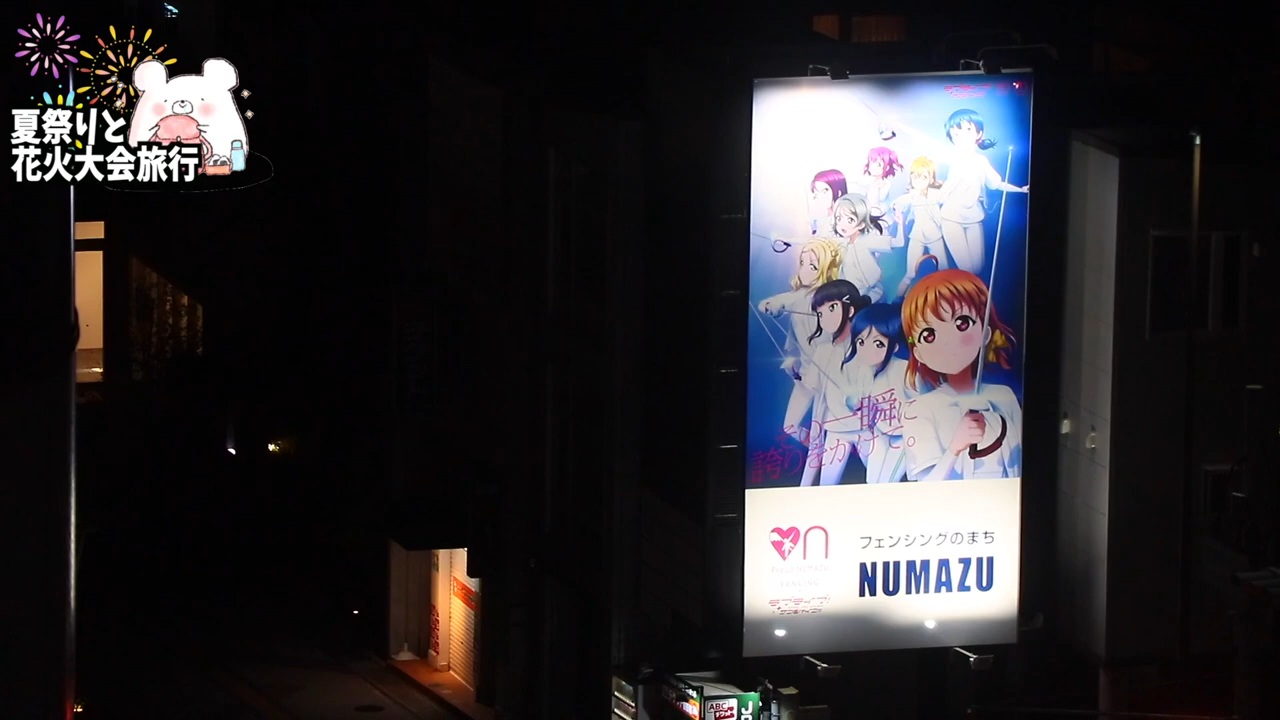 夏祭りと
花火大会旅行
その一瞬に
誇りをかけて。
フェンシングのまち
NUMAZU
ABC